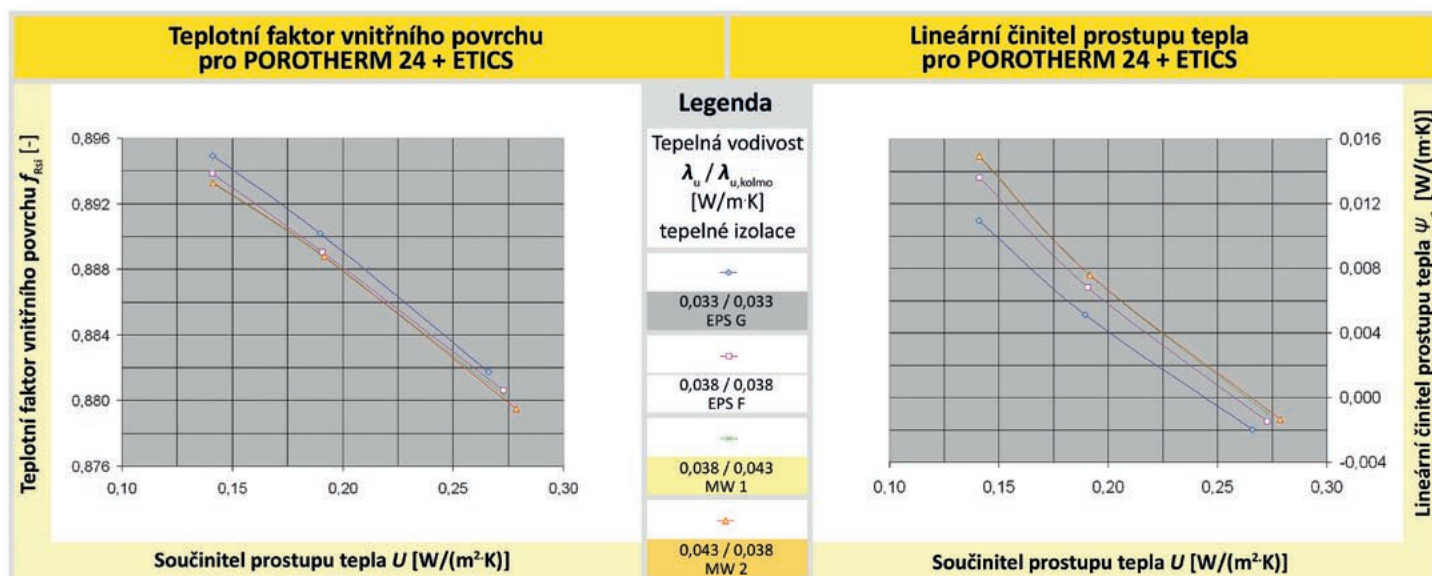 Teplotní faktor vnitřního povrchu
pro POROTHERM 24 + ETICS
Lineární činitel prostupu tepla
pro POROTHERM 24 + ETICS
Teplotní faktor vnitřního povrchu f Rsi [-]
0,896
0,892
0,888
0,884
0,880
0,876
0,10
0,15
0,20
0,25
0,30
Součinitel prostupu tepla U [W/(m²·K)]
Legenda
Tepelná vodivost
λu / λu,kolmo
[W/m·K]
tepelné izolace
0,033 / 0,033
EPS G
0,038 / 0,038
EPS F
0,038 / 0,043
MW 1
0,043 / 0,038
MW 2
0,016
0,012
0,008
0,004
0,000
-0,004
0,10
0,15
0,20
0,25
0,30
Lineární činitel prostupu tepla Ψ [W/(m·K)]
Součinitel prostupu tepla U [W/(m²·K)]